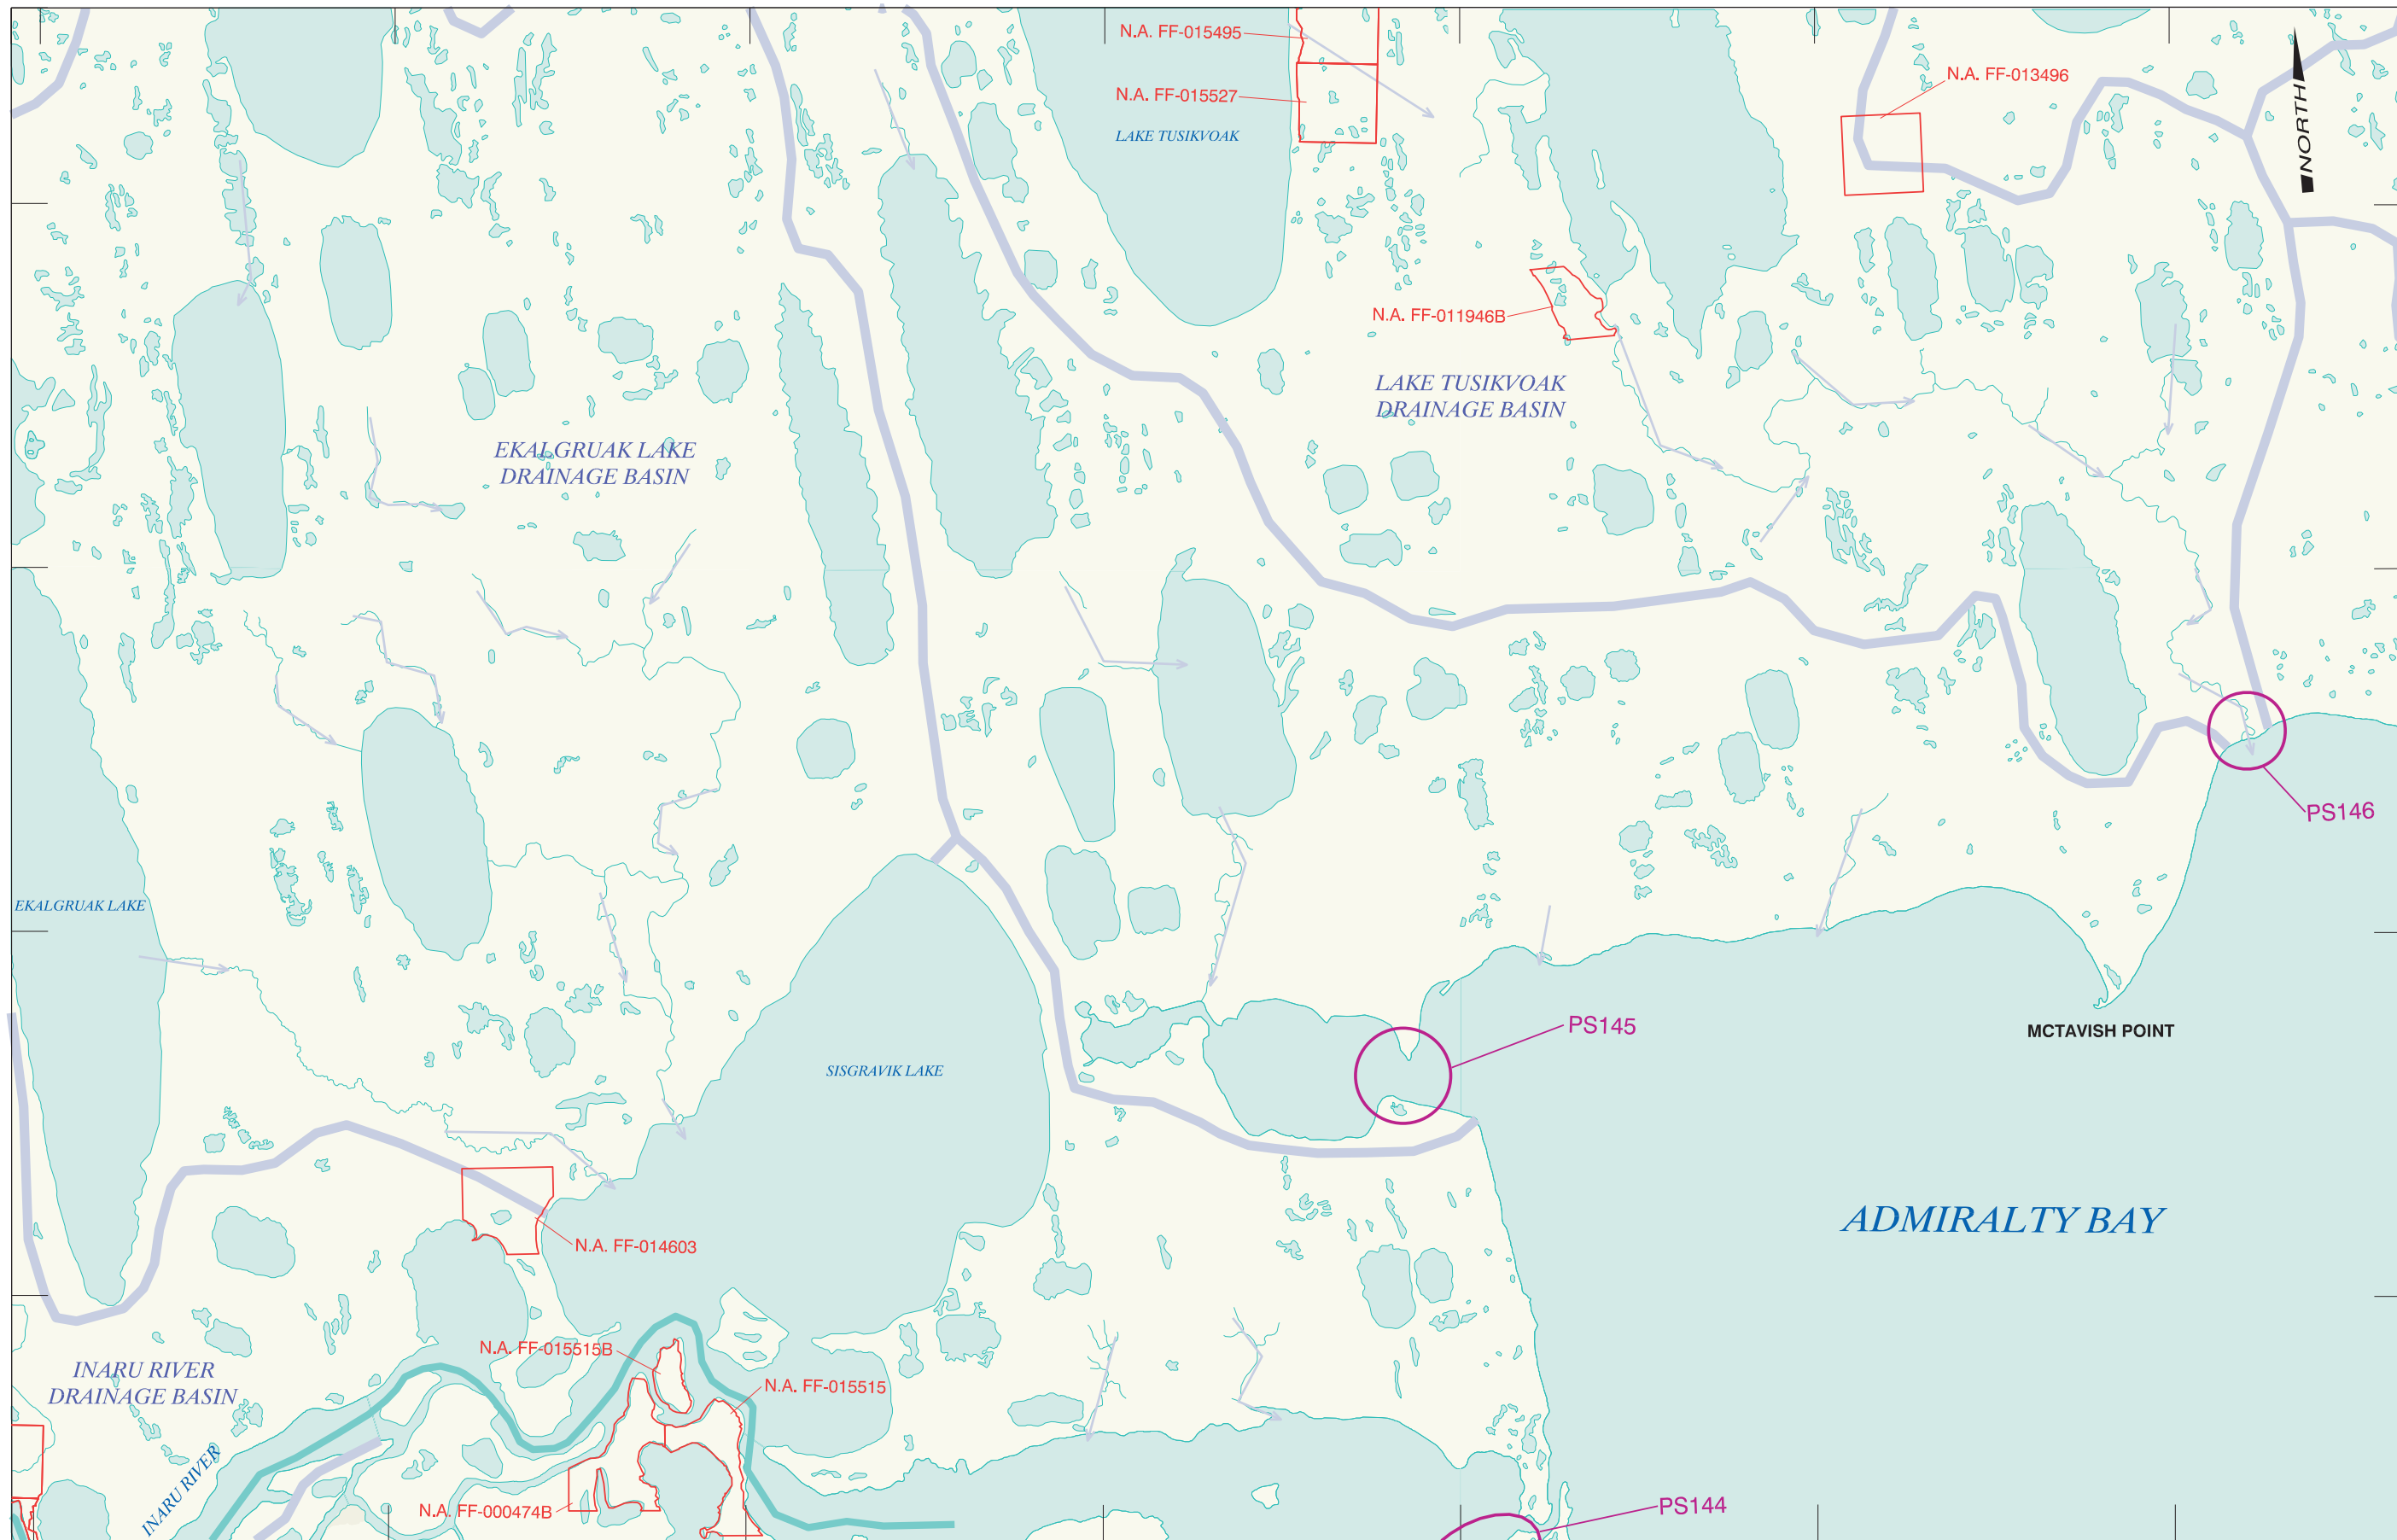 N.A. FF-015495
N.A. FF-013496
N.A. FF-015527
LAKE TUSIKVOAK
NORTH
N.A. FF-011946B
LAKE TUSIKVOAK
DRAINAGE BASIN
EKALGRUAK LAKE
DRAINAGE BASIN
PS146
EKALGRUAK LAKE
PS145
MCTAVISH POINT
SISGRAVIK LAKE
ADMIRALTY BAY
N.A. FF-014603
N.A. FF-015515B
INARU RIVER
DRAINAGE BASIN
N.A. FF-015515
INARU RIVER
N.A. FF-000474B
PS144